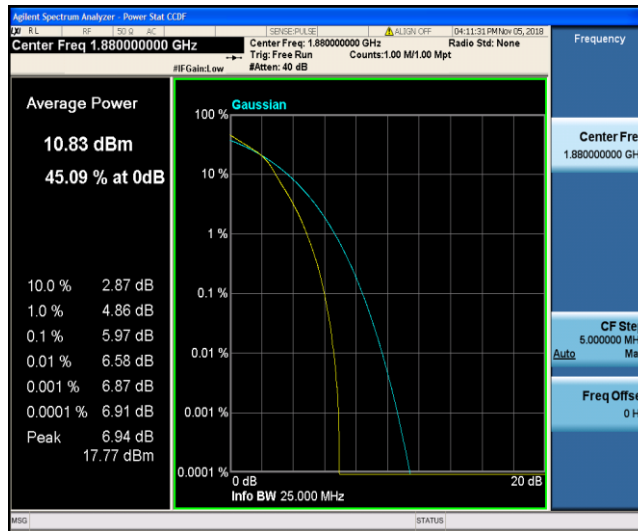 Agilent Spectrum Analyzer - Power Stat CCDF
LXI RL RF 50 Ω AC SENSE:PULSE ALIGN OFF 04:11:31 PM Nov 05, 2018
Center Freq 1.880000000 GHz
Center Freq: 1.880000000 GHz Radio Std: None
Trig: Free Run Counts:1.00 M/1.00 Mpt
#IFGain:Low #Atten: 40 dB
Frequency
Average Power
10.83 dBm
45.09 % at 0dB
10.0 % 2.87 dB
1.0 % 4.86 dB
0.1 % 5.97 dB
0.01 % 6.58 dB
0.001 % 6.87 dB
0.0001 % 6.91 dB
Peak 6.94 dB
17.77 dBm
Gaussian
100 %
10 %
1 %
0.1 %
0.01 %
0.001 %
0.0001 %
0 dB 20 dB
Info BW 25.000 MHz
Center Fre
1.880000000 GH
CF Ste
5.000000 MH
Auto Ma
Freq Offse
0 H
MSG STATUS